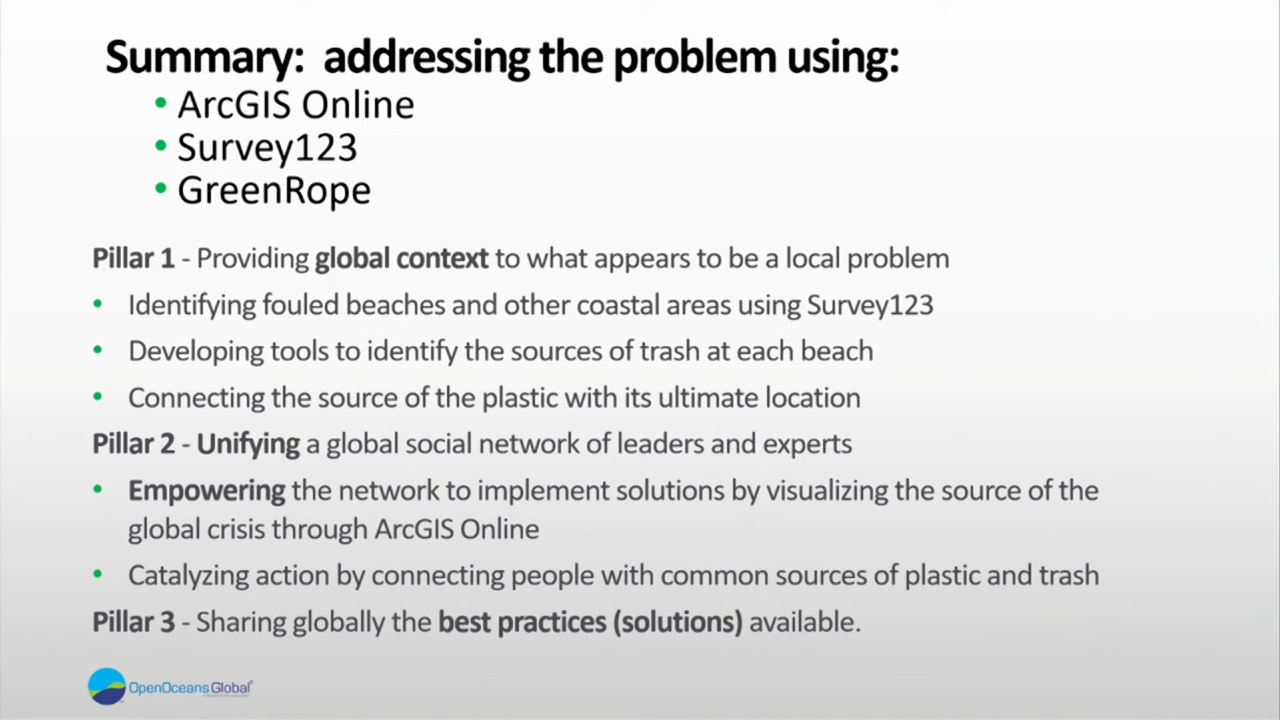 Summary: addressing the problem using:
• ArcGIS Online
• Survey123
• GreenRope
Pillar 1 - Providing global context to what appears to be a local problem
• Identifying fouled beaches and other coastal areas using Survey123
• Developing tools to identify the sources of trash at each beach
• Connecting the source of the plastic with its ultimate location
Pillar 2 - Unifying a global social network of leaders and experts
• Empowering the network to implement solutions by visualizing the source of the
global crisis through ArcGIS Online
• Catalyzing action by connecting people with common sources of plastic and trash
Pillar 3 - Sharing globally the best practices (solutions) available.
OpenOceans Global